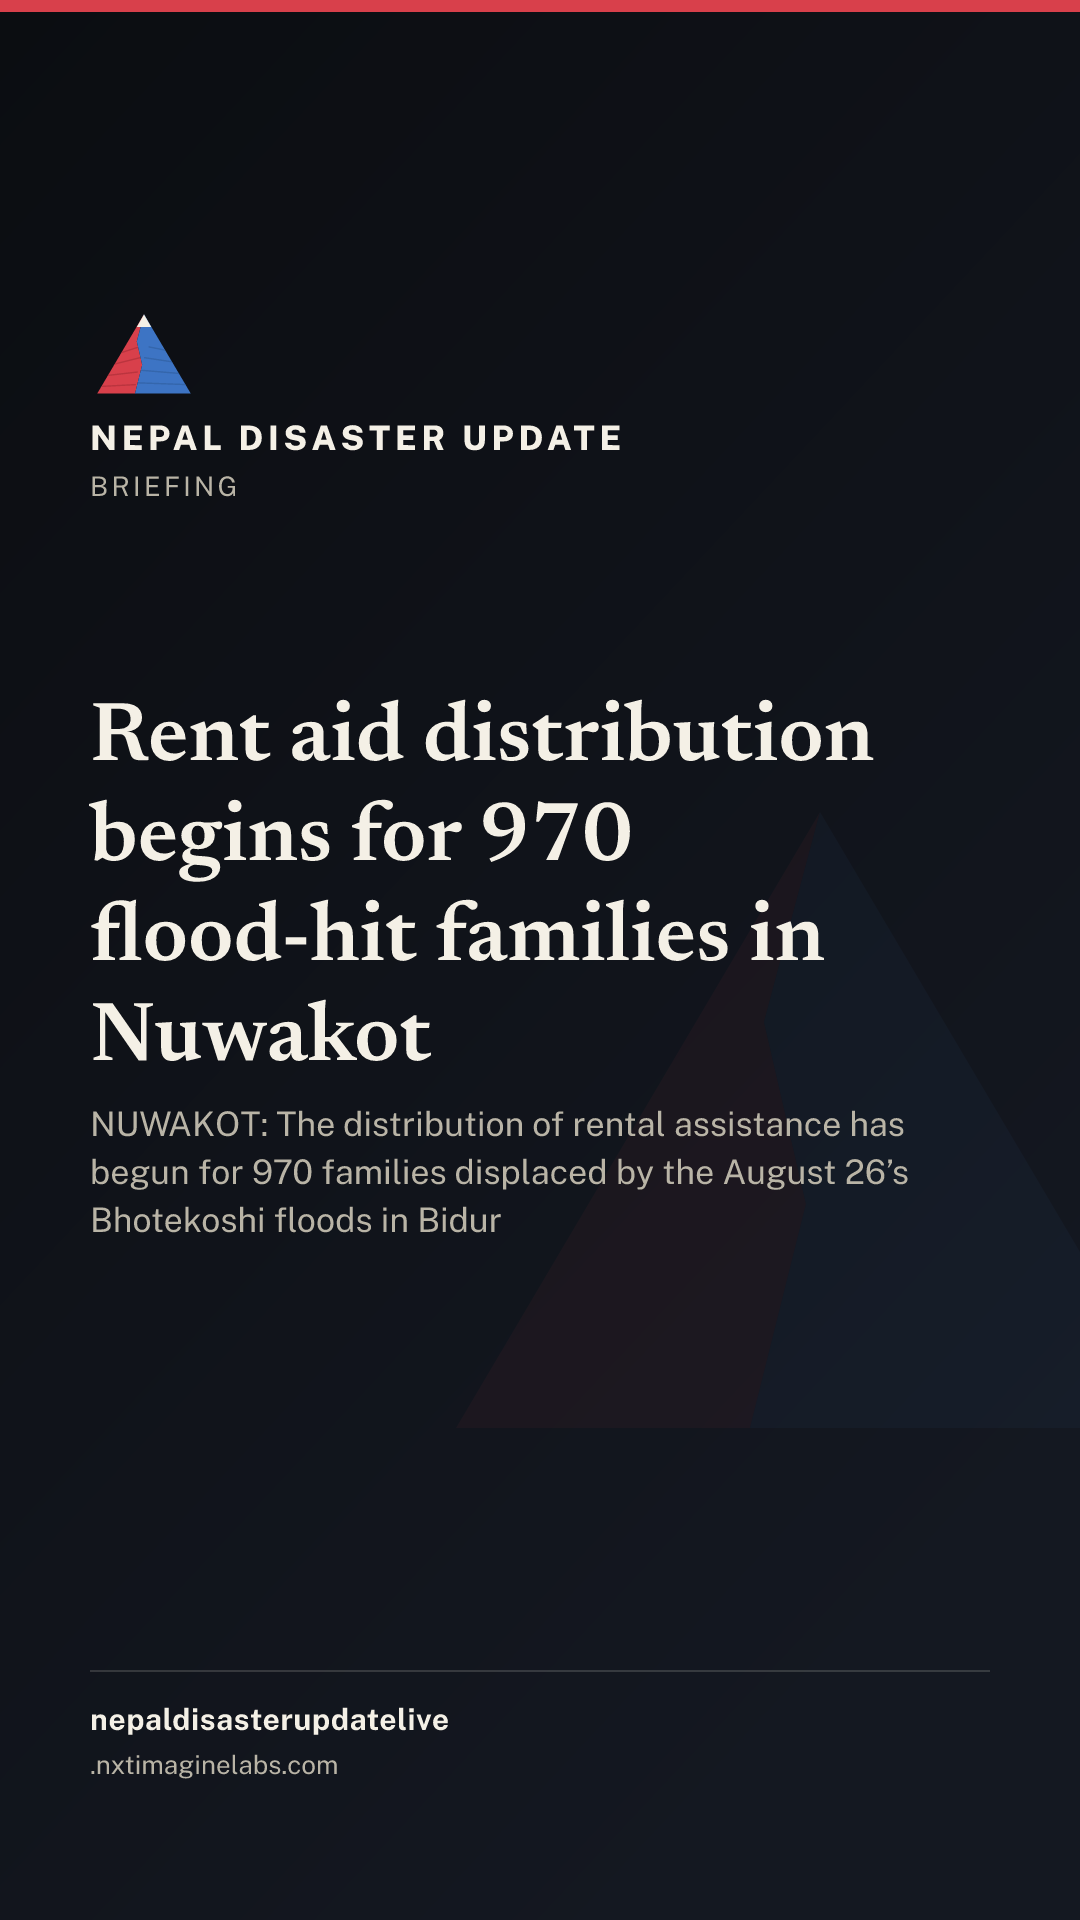 NEPAL DISASTER UPDATE
BRIEFING
Rent aid distribution
begins for 970
flood-hit families in
Nuwakot
NUWAKOT: The distribution of rental assistance has
begun for 970 families displaced by the August 26’s
Bhotekoshi floods in Bidur
nepaldisasterupdatelive
.nxtimaginelabs.com